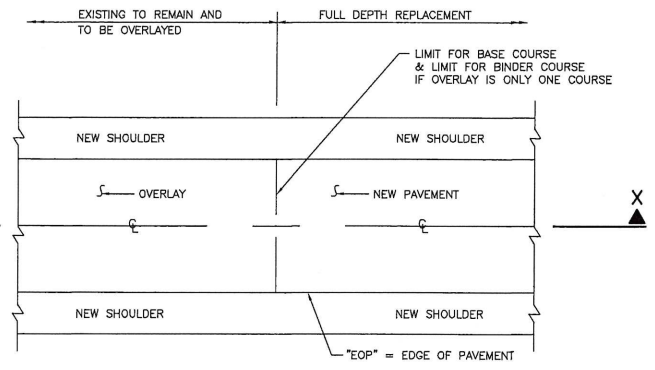 EXISTING TO REMAIN AND
TO BE OVERLAYED
FULL DEPTH REPLACEMENT
LIMIT FOR BASE COURSE
& LIMIT FOR BINDER COURSE
IF OVERLAY IS ONLY ONE COURSE
NEW SHOULDER
NEW SHOULDER
OVERLAY
NEW PAVEMENT
X
℄
℄
NEW SHOULDER
NEW SHOULDER
"EOP" = EDGE OF PAVEMENT